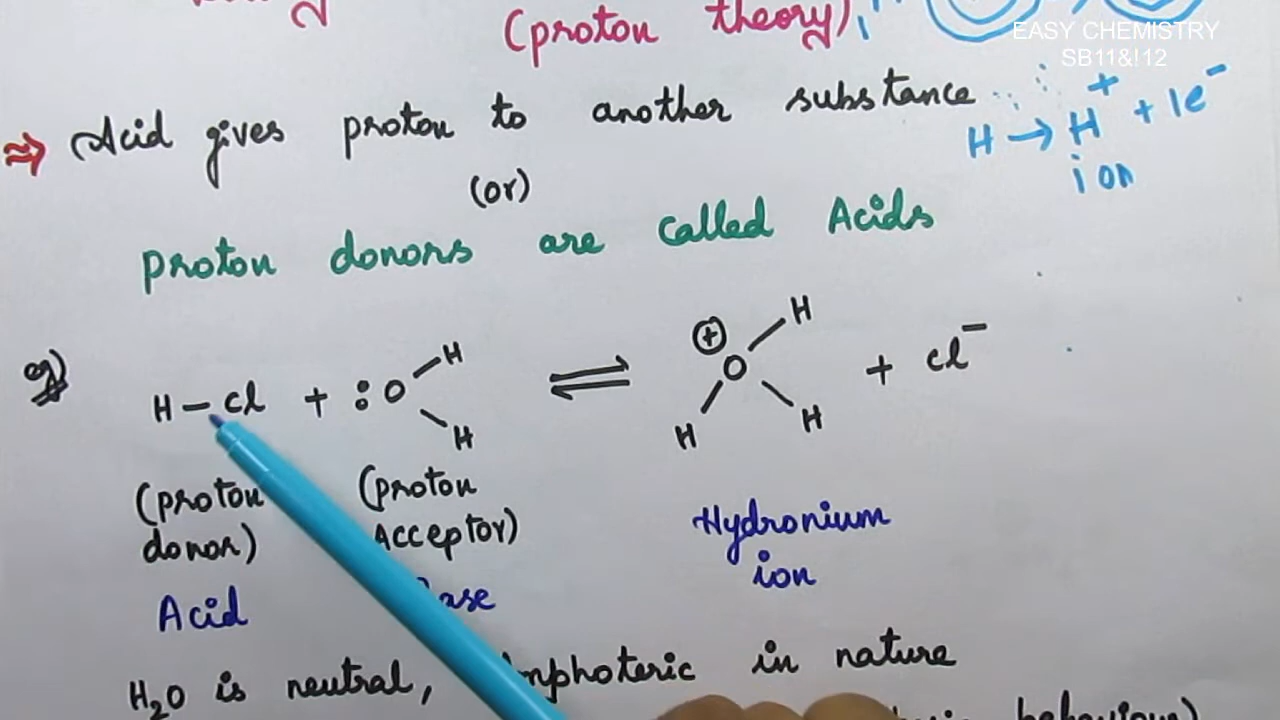 (proton theory)
EASY CHEMISTRY
SB11&!12
Acid gives proton to another substance
H → H⁺ + 1e⁻
ion
(or)
proton donors are called Acids
eg)
H — Cl + : O H H ⇌ ⊕ O H H H + Cl⁻
(proton donor) (proton Acceptor)
Acid Hydronium ion
H₂O is neutral, in nature
behaviour)